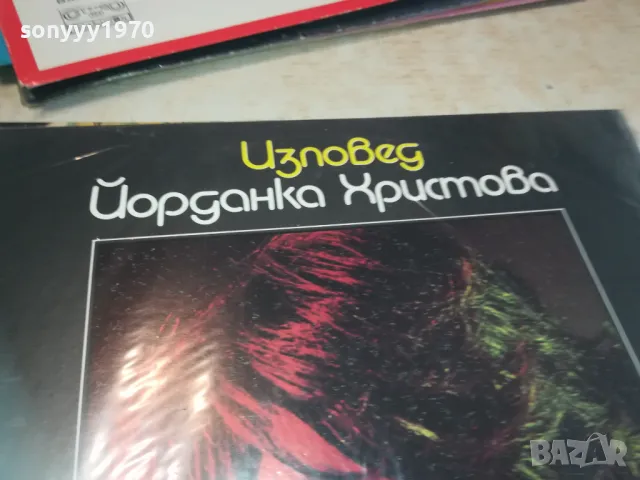 sonyyy1970
Изповед
Йорданка Христова
BAZAR